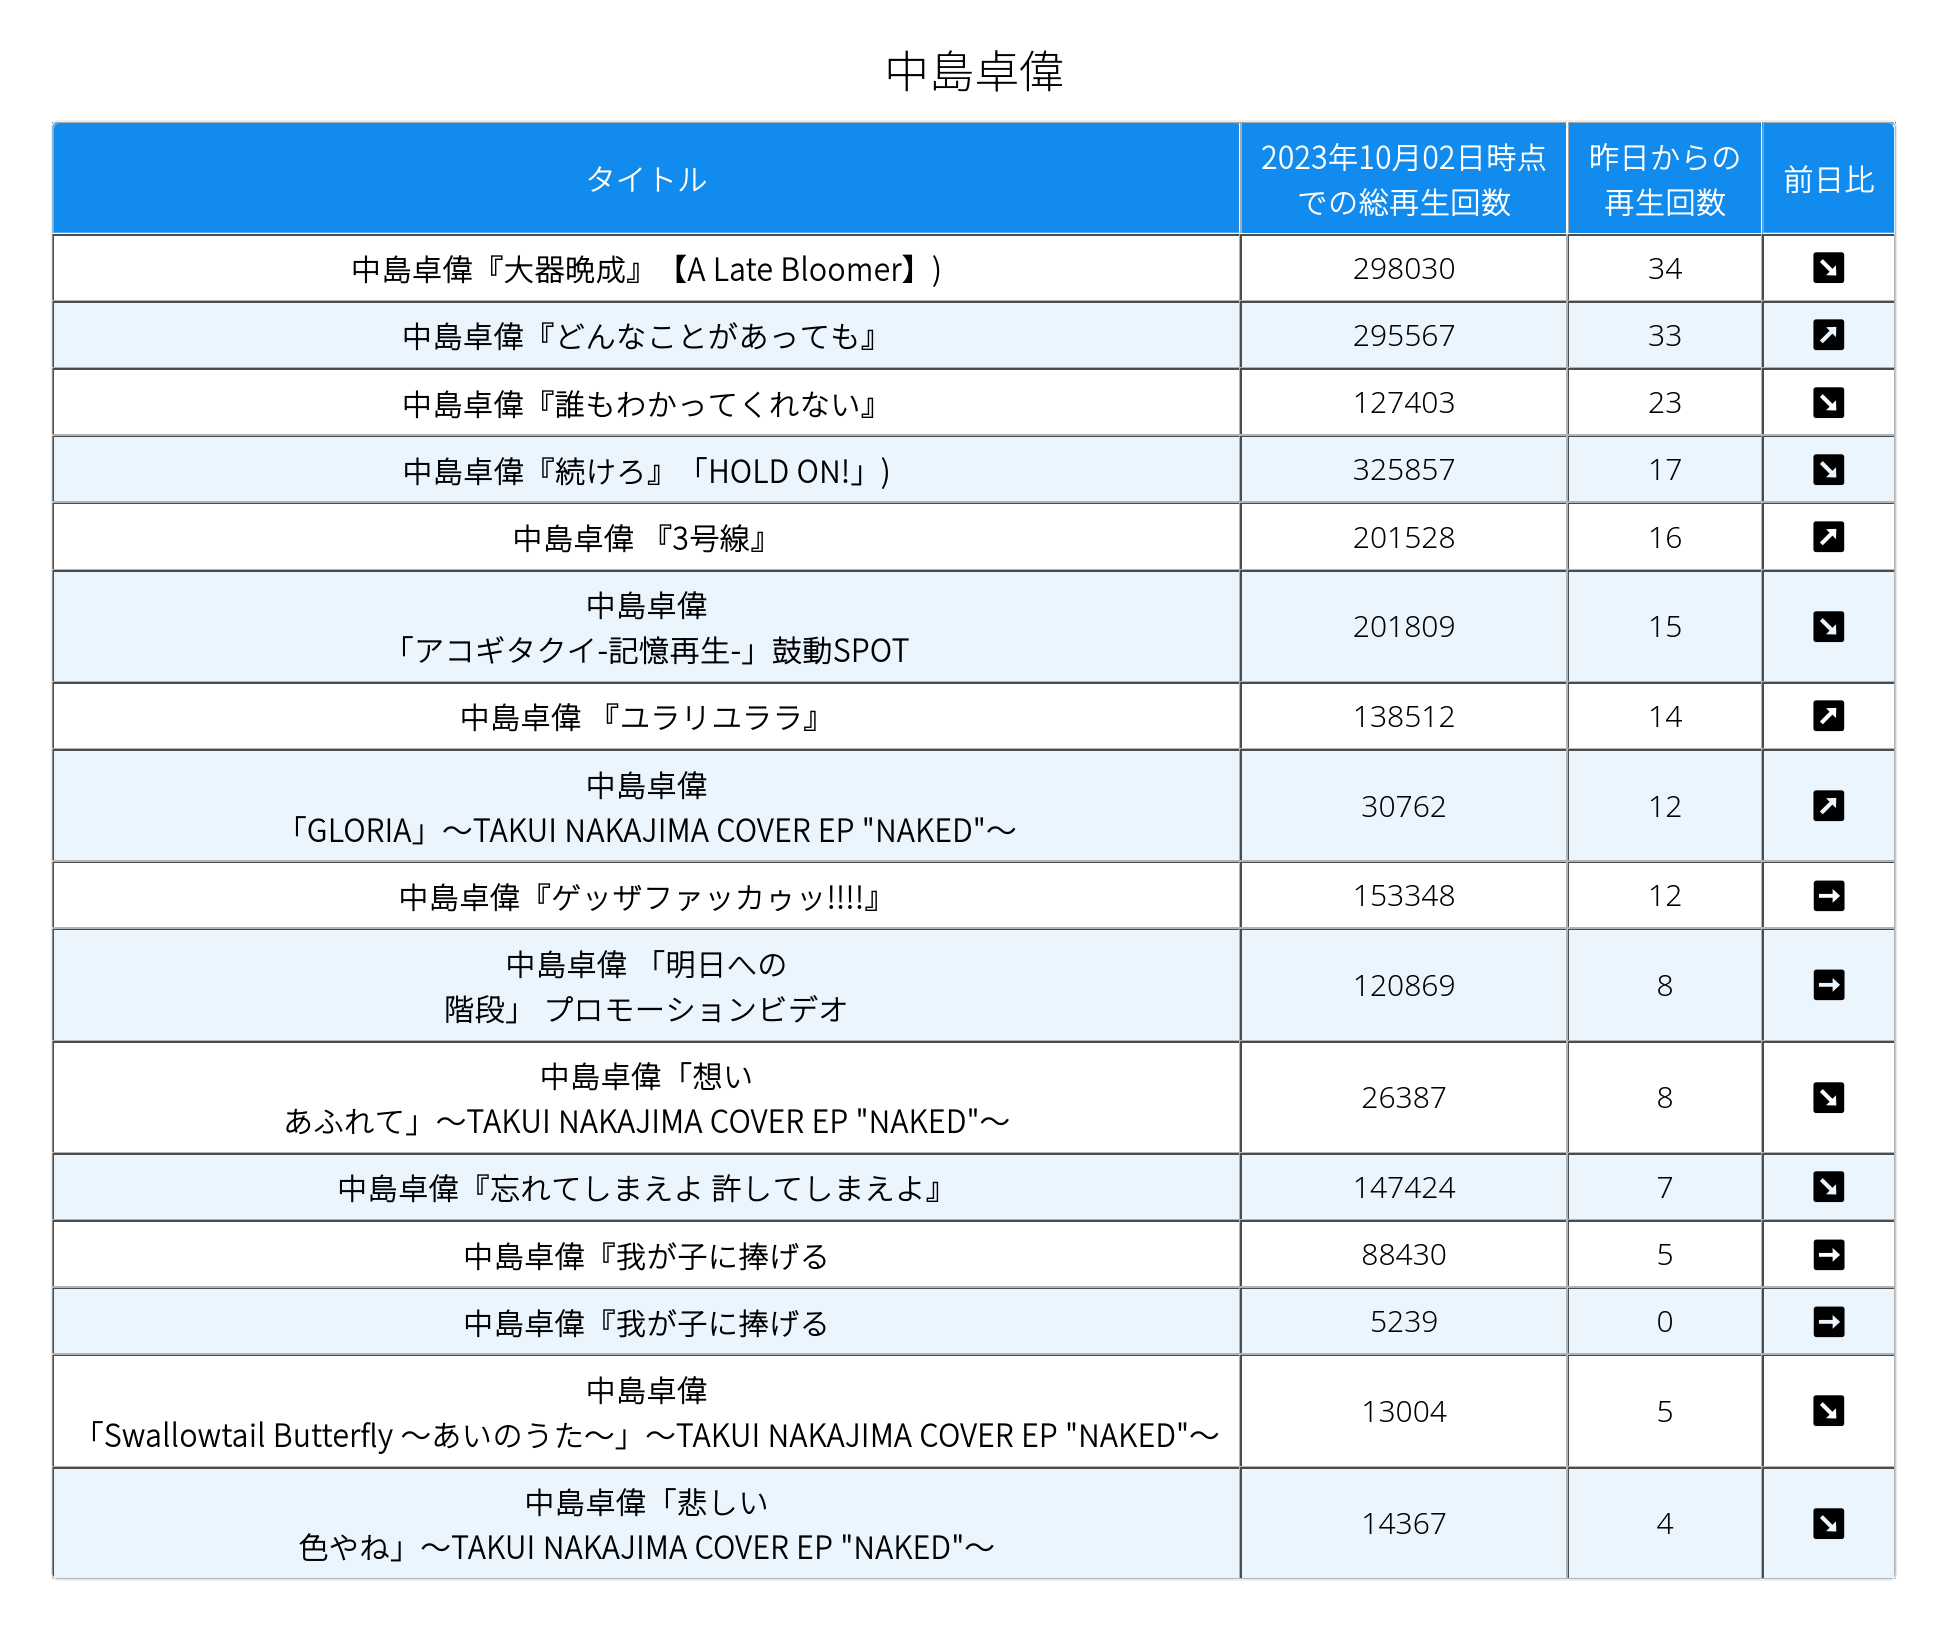 中島卓偉
タイトル
2023年10月02日時点
での総再生回数
昨日からの
再生回数
前日比
中島卓偉『大器晩成』【A Late Bloomer】)
298030
34
中島卓偉『どんなことがあっても』
295567
33
中島卓偉『誰もわかってくれない』
127403
23
中島卓偉『続けろ』「HOLD ON!」)
325857
17
中島卓偉 『3号線』
201528
16
中島卓偉
「アコギタクイ-記憶再生-」鼓動SPOT
201809
15
中島卓偉 『ユラリユララ』
138512
14
中島卓偉
「GLORIA」～TAKUI NAKAJIMA COVER EP "NAKED"～
30762
12
中島卓偉『ゲッザファッカゥッ!!!!』
153348
12
中島卓偉 「明日への
階段」 プロモーションビデオ
120869
8
中島卓偉「想い
あふれて」～TAKUI NAKAJIMA COVER EP "NAKED"～
26387
8
中島卓偉『忘れてしまえよ 許してしまえよ』
147424
7
中島卓偉『我が子に捧げる
88430
5
中島卓偉『我が子に捧げる
5239
0
中島卓偉
「Swallowtail Butterfly ～あいのうた～」～TAKUI NAKAJIMA COVER EP "NAKED"～
13004
5
中島卓偉「悲しい
色やね」～TAKUI NAKAJIMA COVER EP "NAKED"～
14367
4